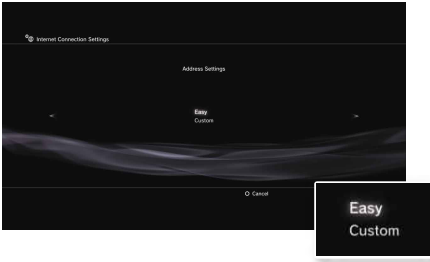 Internet Connection Settings
Address Settings
Easy
Custom
Cancel
Easy
Custom